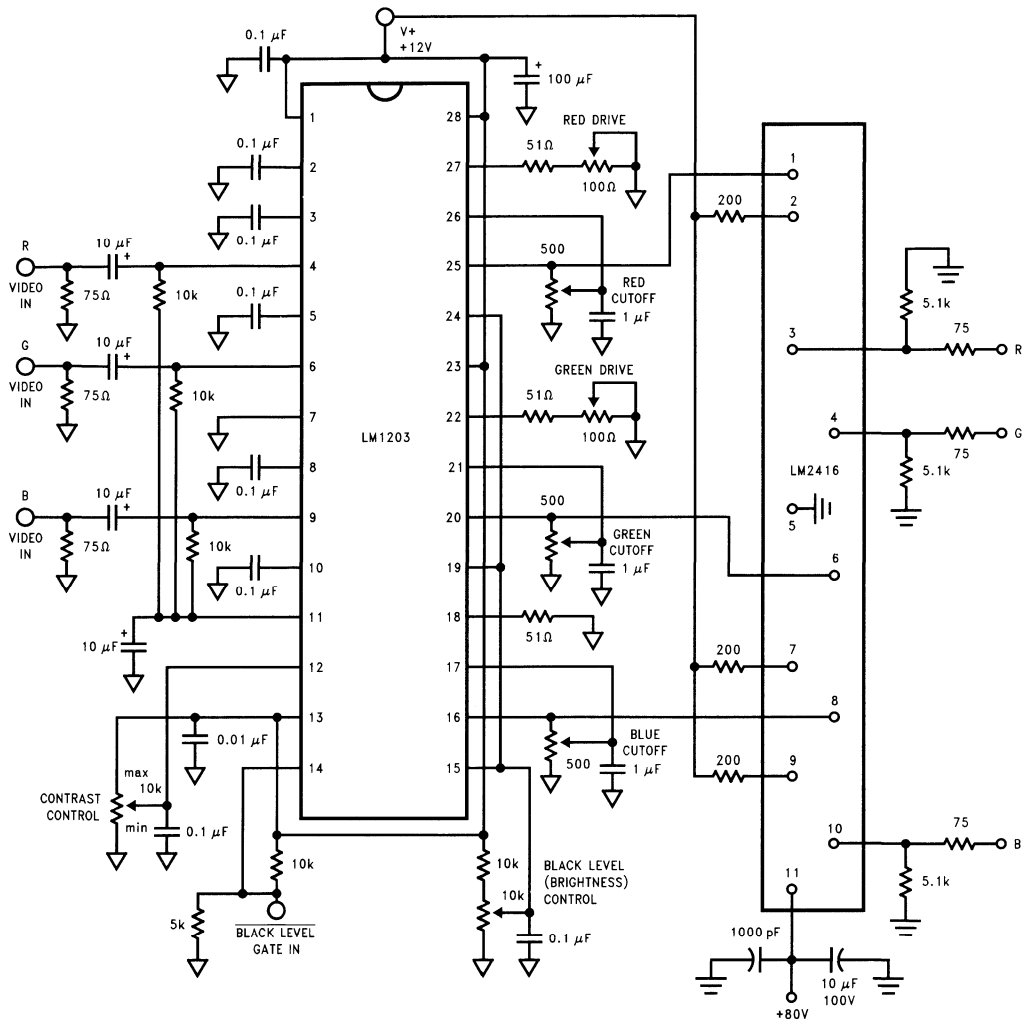 V+
+12V
0.1 μF
100 μF
1
28
RED DRIVE
0.1 μF
2
27
51Ω
100Ω
1
3
0.1 μF
26
200
2
R
VIDEO
IN
10 μF
+
75Ω
10k
4
25
500
RED
CUTOFF
1 μF
5.1k
0.1 μF
5
24
3
75
R
G
VIDEO
IN
10 μF
+
75Ω
10k
6
23
GREEN DRIVE
7
LM1203
22
51Ω
100Ω
4
75
G
5.1k
8
0.1 μF
21
LM2416
B
VIDEO
IN
10 μF
+
75Ω
10k
9
20
500
GREEN
CUTOFF
1 μF
5
10
0.1 μF
19
6
+
10 μF
11
18
51Ω
12
17
200
7
13
0.01 μF
16
500
BLUE
CUTOFF
1 μF
8
14
15
200
9
CONTRAST
CONTROL
max
10k
min
0.1 μF
10
75
B
5.1k
10k
10k
10k
BLACK LEVEL
(BRIGHTNESS)
CONTROL
11
5k
BLACK LEVEL
GATE IN
0.1 μF
1000 pF
10 μF
100V
+80V